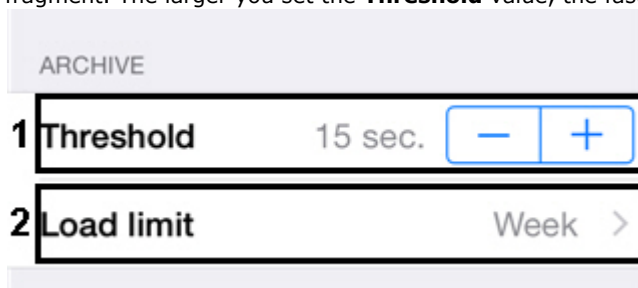 fragment. The larger you set the Threshold value, the fas
ARCHIVE
1 Threshold 15 sec. − +
2 Load limit Week >